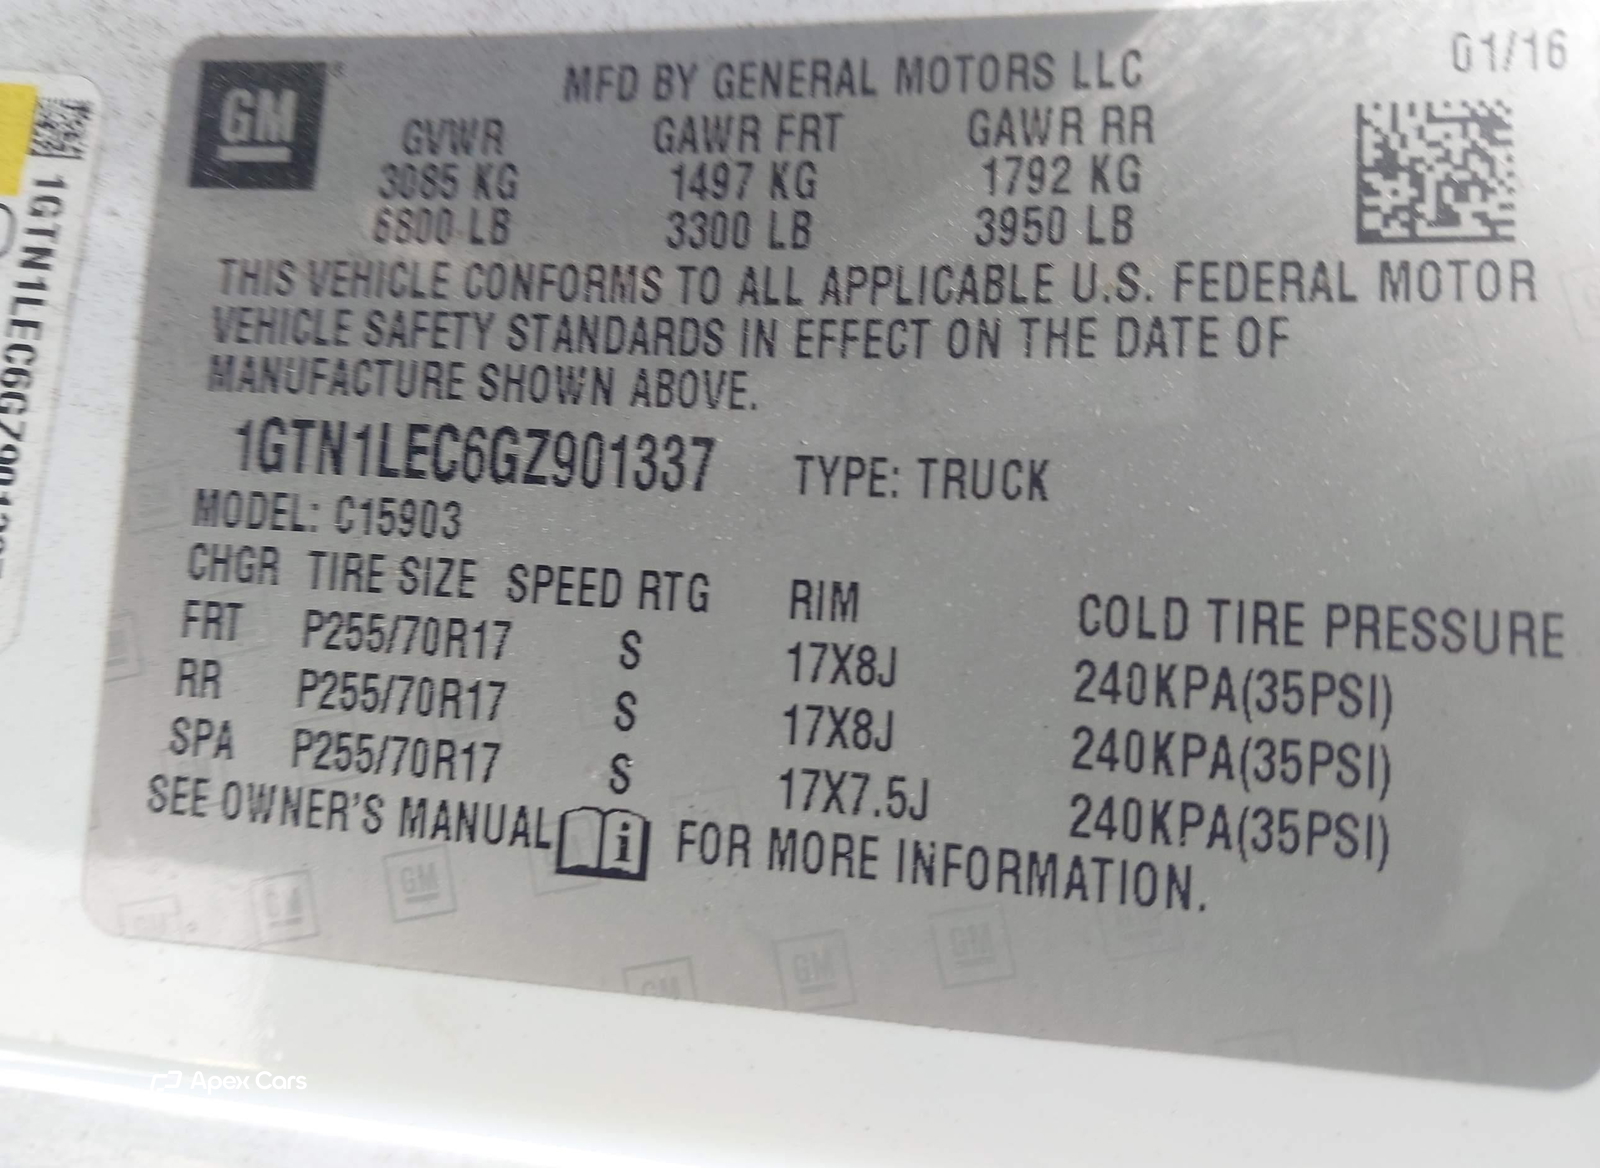 GM
MFD BY GENERAL MOTORS LLC
01/16
GVWR GAWR FRT GAWR RR
3085 KG 1497 KG 1792 KG
6800 LB 3300 LB 3950 LB
THIS VEHICLE CONFORMS TO ALL APPLICABLE U.S. FEDERAL MOTOR
VEHICLE SAFETY STANDARDS IN EFFECT ON THE DATE OF
MANUFACTURE SHOWN ABOVE.
1GTN1LEC6GZ901337 TYPE: TRUCK
MODEL: C15903
CHGR TIRE SIZE SPEED RTG RIM COLD TIRE PRESSURE
FRT P255/70R17 S 17X8J 240KPA(35PSI)
RR P255/70R17 S 17X8J 240KPA(35PSI)
SPA P255/70R17 S 17X7.5J 240KPA(35PSI)
SEE OWNER'S MANUAL i FOR MORE INFORMATION.
GM
GM
GM
GM
Apex Cars